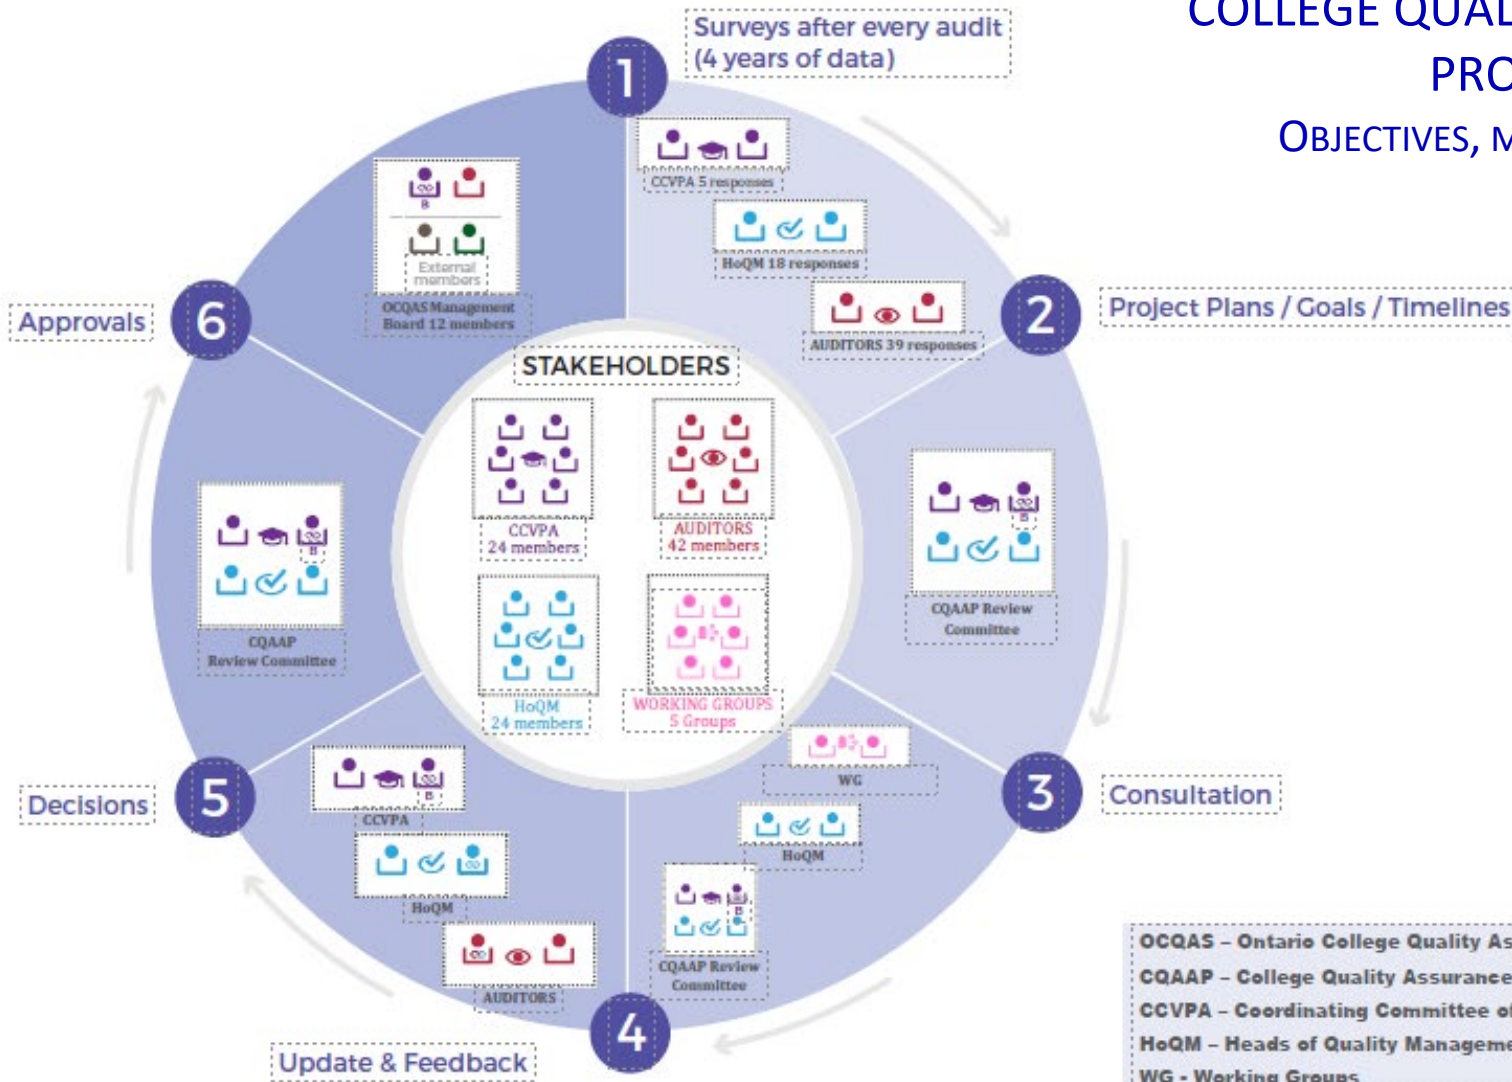 COLLEGE QUAL
PRO
OBJECTIVES, M
1
Surveys after every audit
(4 years of data)
CCVPA 5 responses
HoQM 18 responses
AUDITORS 39 responses
2
Project Plans / Goals / Timelines
B
CQAAP Review
Committee
3
Consultation
WG
HoQM
B
CQAAP Review
Committee
4
Update & Feedback
B
CCVPA
HoQM
AUDITORS
5
Decisions
B
CQAAP
Review Committee
6
Approvals
B
External
members
OCQAS Management
Board 12 members
STAKEHOLDERS
CCVPA
24 members
AUDITORS
42 members
HoQM
24 members
WORKING GROUPS
5 Groups
OCQAS – Ontario College Quality As
CQAAP – College Quality Assurance
CCVPA – Coordinating Committee o
HoQM – Heads of Quality Manageme
WG - Working Groups